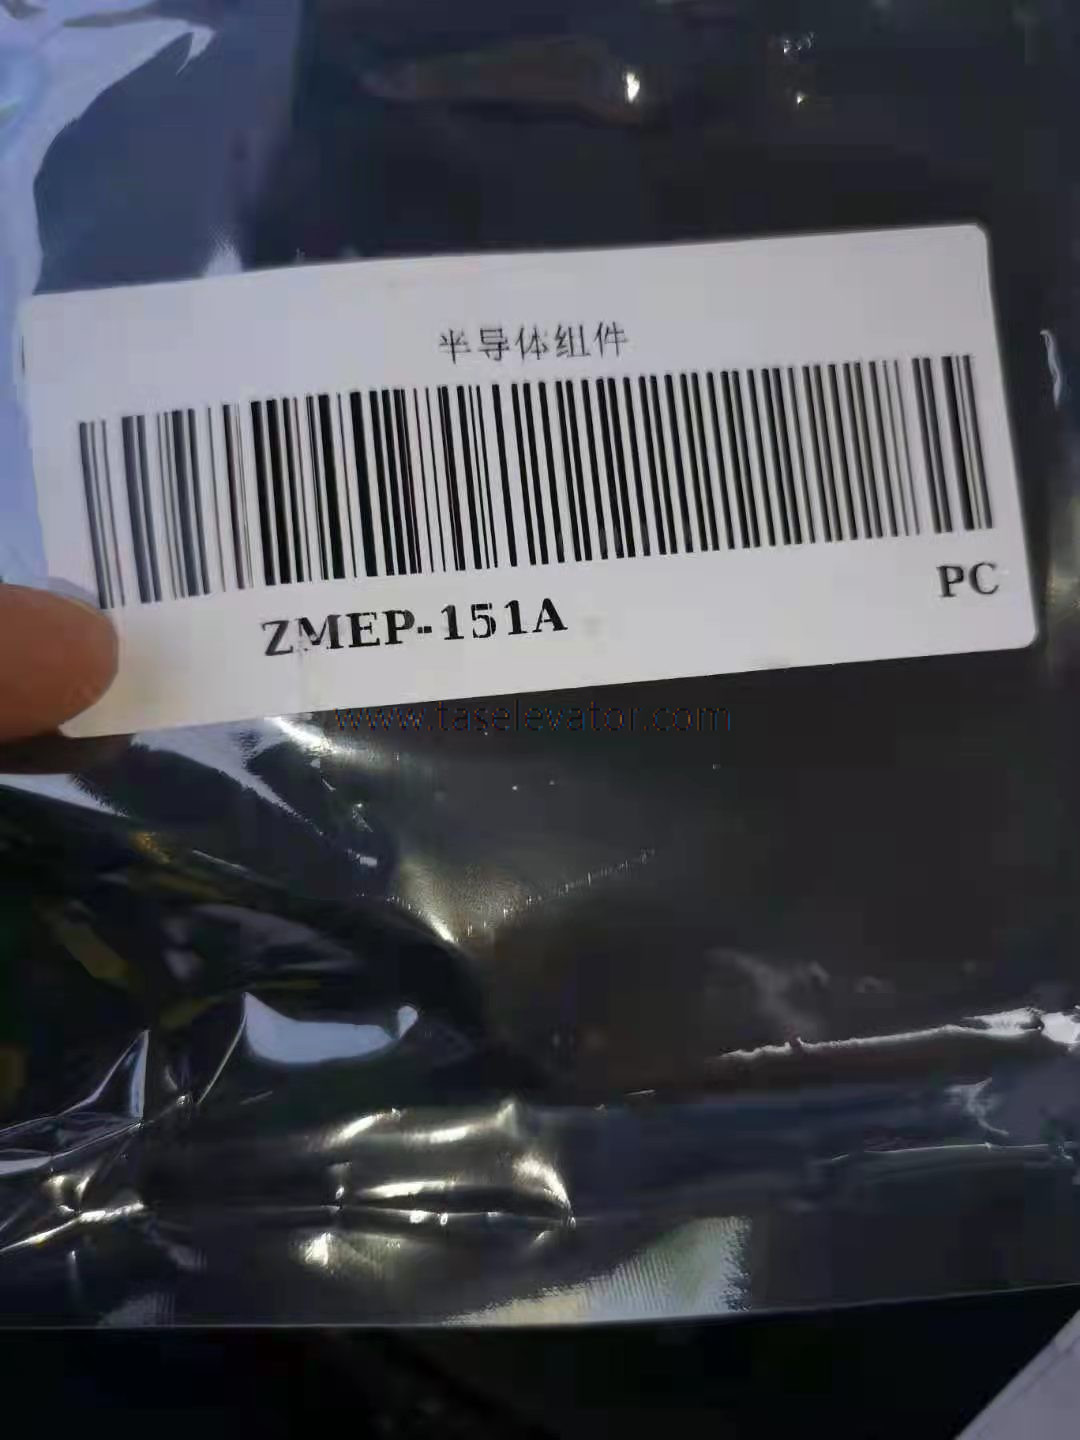 半导体组件
ZMEP-151A
PC
www.taselevator.com